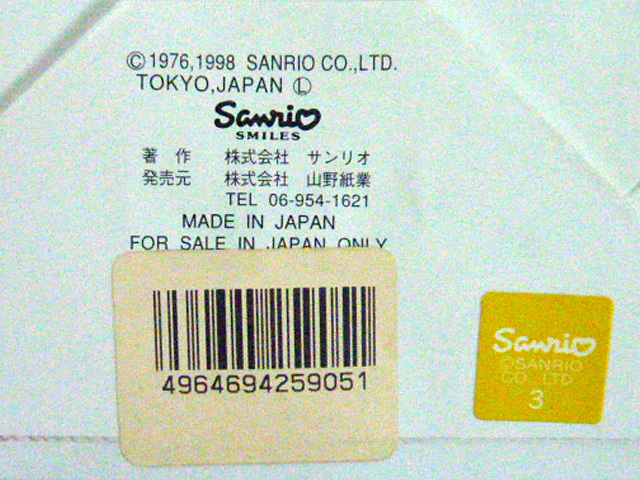 ©1976,1998 SANRIO CO.,LTD.
TOKYO,JAPAN Ⓛ
Sanrio
SMILES
著 作 株式会社 サンリオ
発売元 株式会社 山野紙業
TEL 06-954-1621
MADE IN JAPAN
FOR SALE IN JAPAN ONLY
4964694259051
Sanrio
©SANRIO
CO., LTD
3